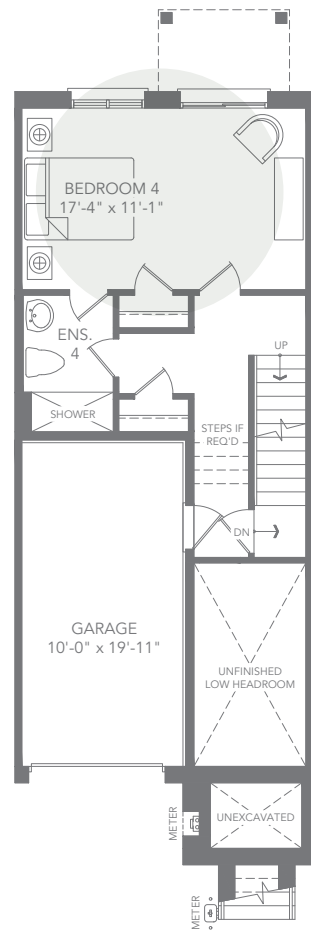 BEDROOM 4
17'-4" x 11'-1"
ENS.
4
UP
SHOWER
STEPS IF
REQ'D
DN
GARAGE
10'-0" x 19'-11"
UNFINISHED
LOW HEADROOM
METER
UNEXCAVATED
METER